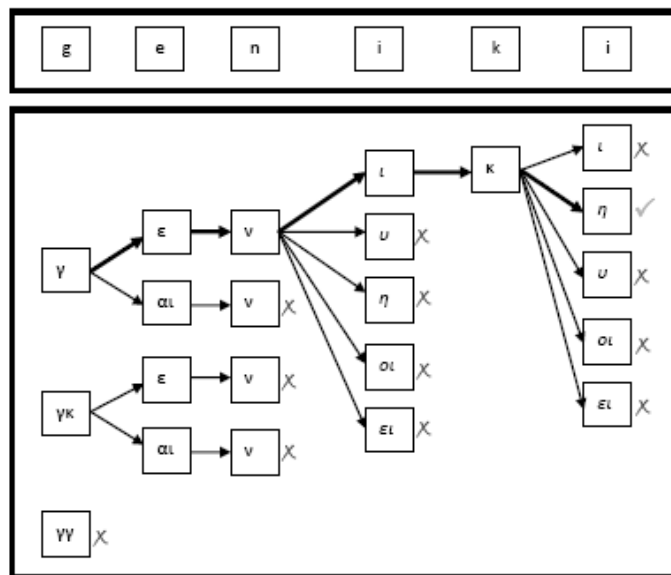 g e n i k i
ι
ι κ
η
ε ν υ
γ
υ
αι ν η
οι
οι
ε ν
γκ ει
ει
αι ν
γγ